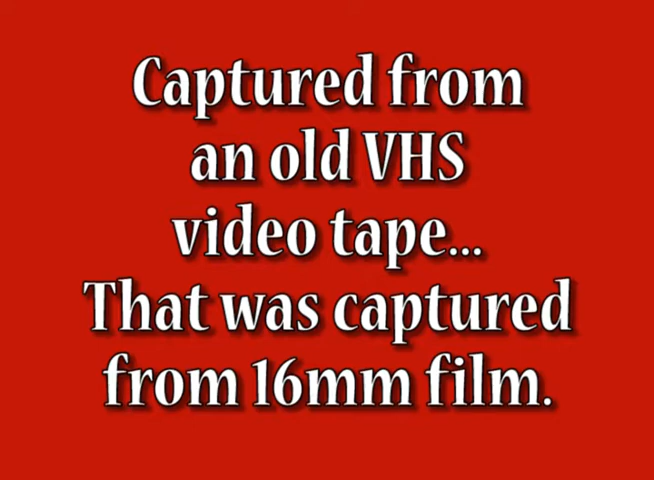 Captured from
an old VHS
video tape...
That was captured
from 16mm film.